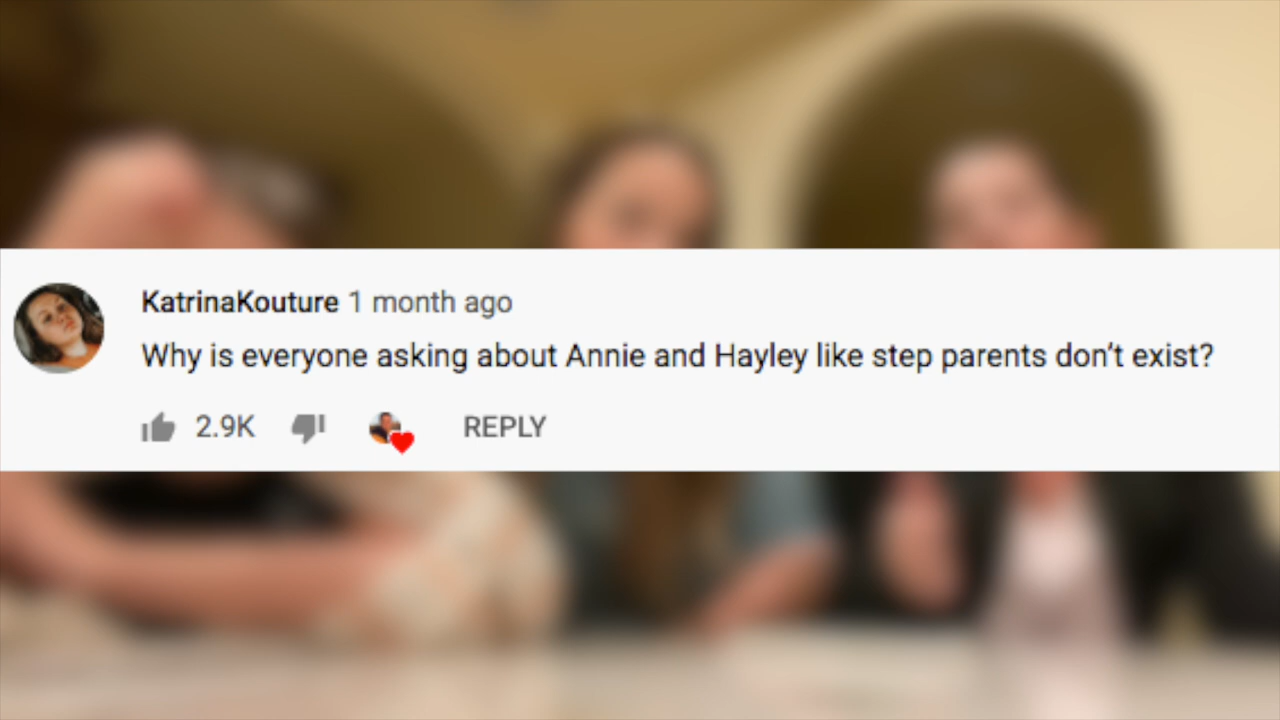 KatrinaKouture 1 month ago
Why is everyone asking about Annie and Hayley like step parents don’t exist?
2.9K REPLY